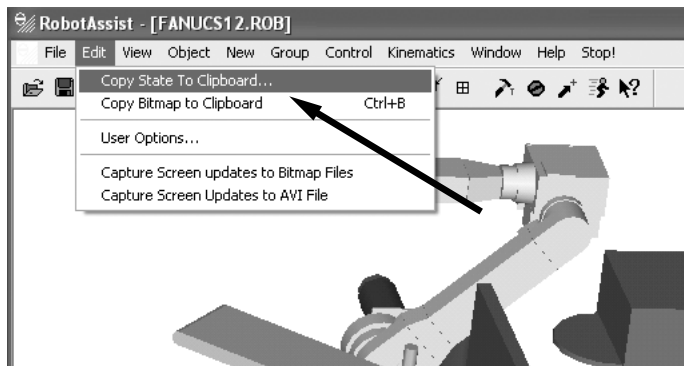 RobotAssist - [FANUCS12.ROB]
File Edit View Object New Group Control Kinematics Window Help Stop!
Copy State To Clipboard...
Copy Bitmap to Clipboard Ctrl+B
User Options...
Capture Screen updates to Bitmap Files
Capture Screen Updates to AVI File